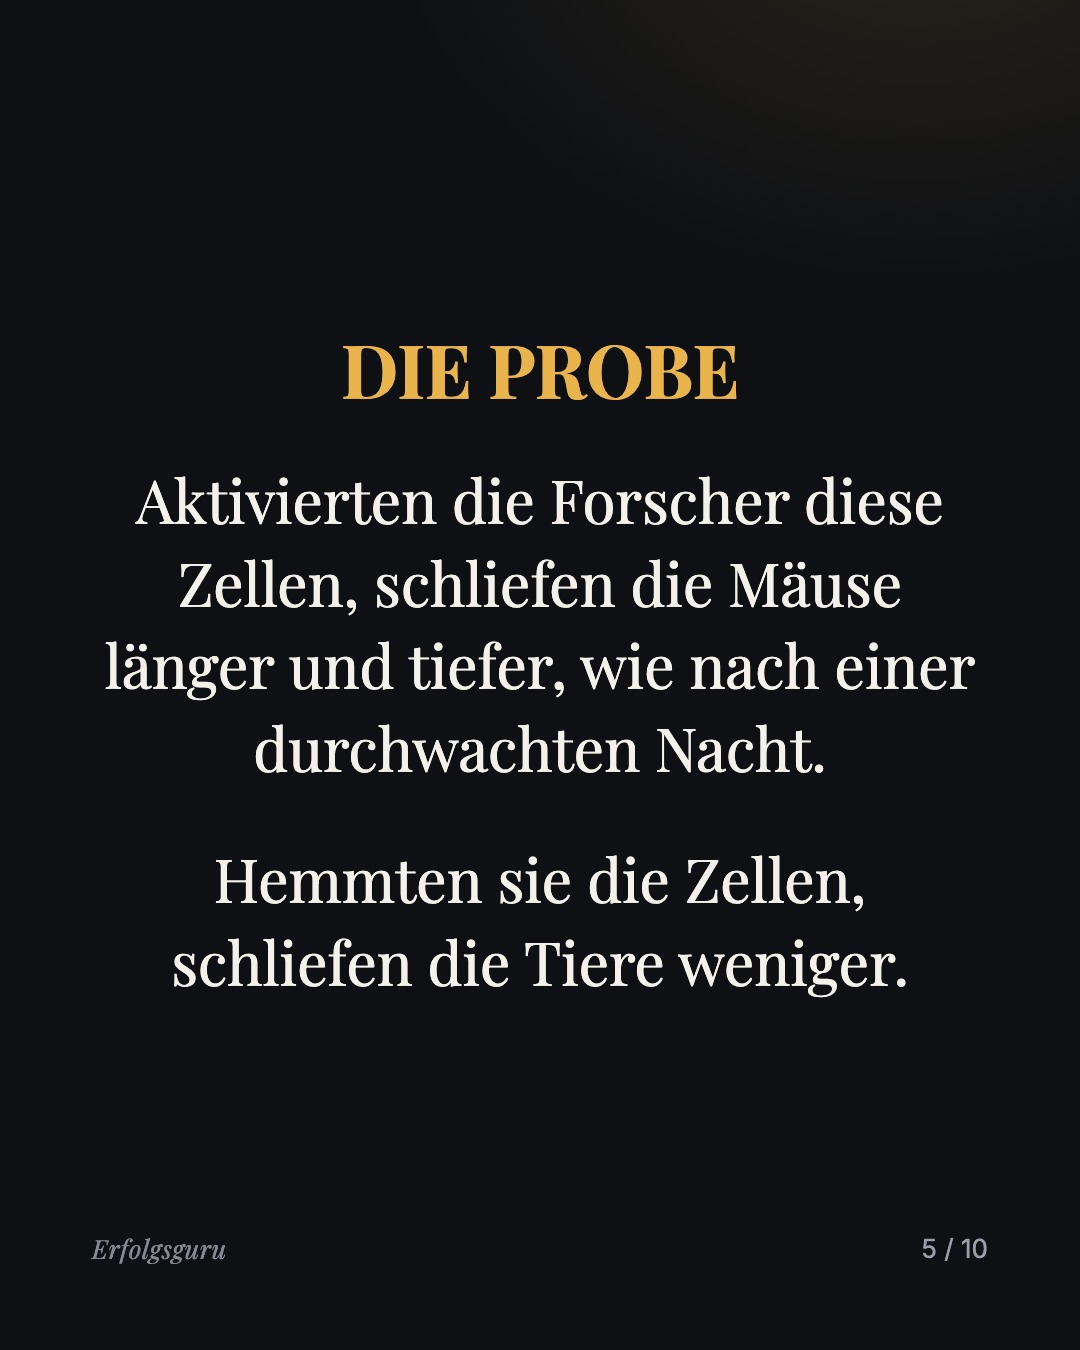 DIE PROBE
Aktivierten die Forscher diese
Zellen, schliefen die Mäuse
länger und tiefer, wie nach einer
durchwachten Nacht.
Hemmten sie die Zellen,
schliefen die Tiere weniger.
Erfolgsguru
5 / 10